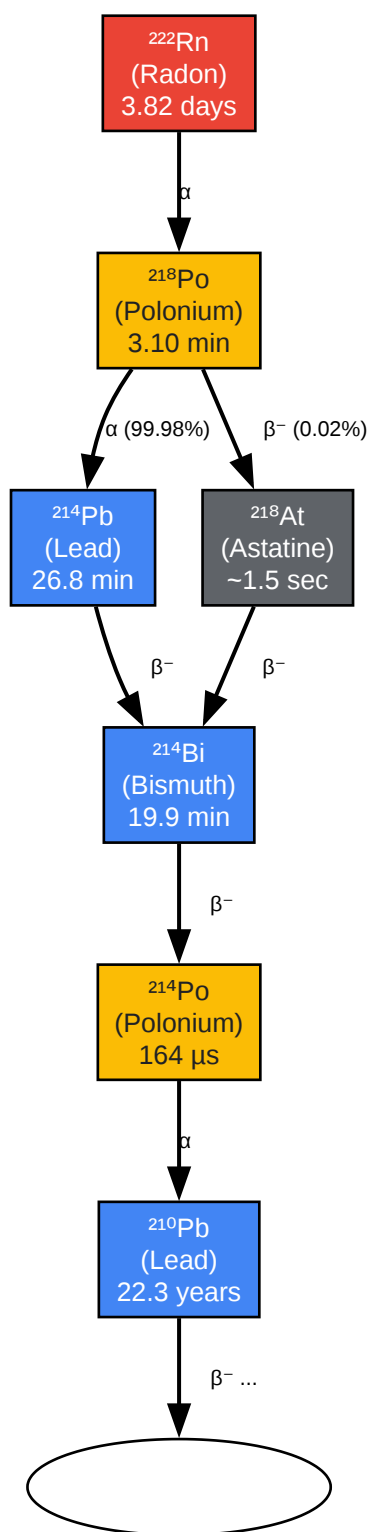 ²²²Rn
(Radon)
3.82 days
α
²¹⁸Po
(Polonium)
3.10 min
α (99.98%)
β⁻ (0.02%)
²¹⁴Pb
(Lead)
26.8 min
²¹⁸At
(Astatine)
~1.5 sec
β⁻
β⁻
²¹⁴Bi
(Bismuth)
19.9 min
β⁻
²¹⁴Po
(Polonium)
164 µs
α
²¹⁰Pb
(Lead)
22.3 years
β⁻ ...